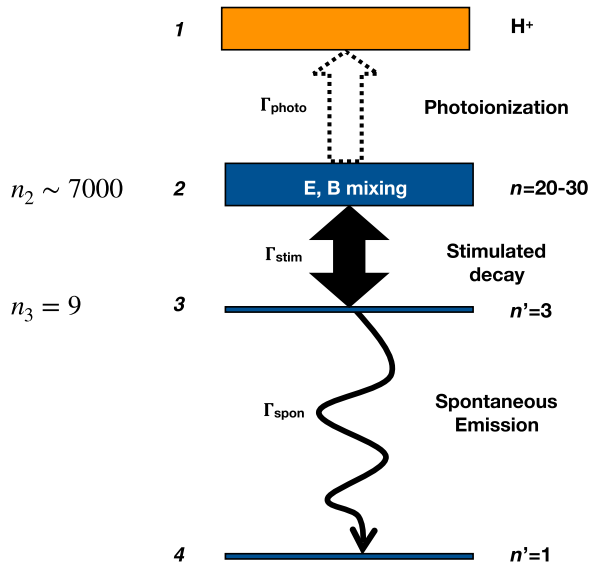 1 H⁺
Γphoto Photoionization
n₂ ∼ 7000 2 E, B mixing n=20-30
Γstim Stimulated
decay
n₃ = 9 3 n'=3
Γspon Spontaneous
Emission
4 n'=1